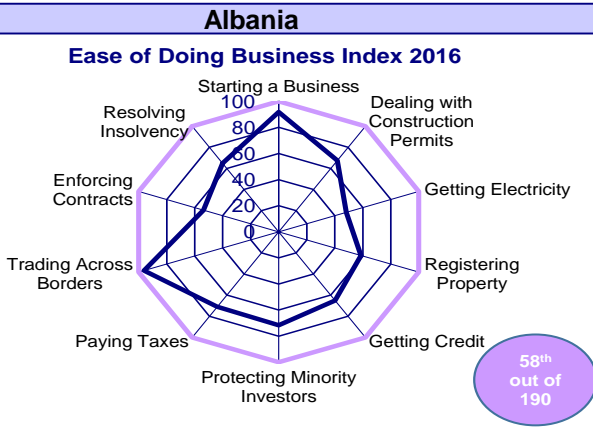 Albania
Ease of Doing Business Index 2016
Starting a Business
Dealing with
Construction
Permits
Getting Electricity
Registering
Property
Getting Credit
Protecting Minority
Investors
Paying Taxes
Trading Across
Borders
Enforcing
Contracts
Resolving
Insolvency
100
80
60
40
20
0
58th
out of
190